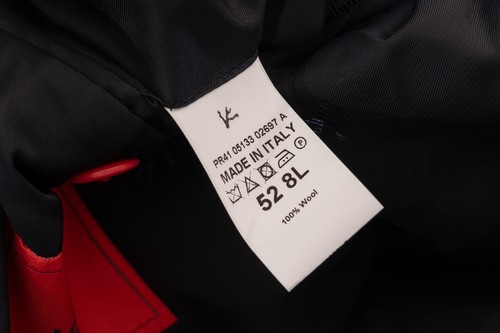 PR41 05133 02697 A
MADE IN ITALY
P
52 8L
100% Wool